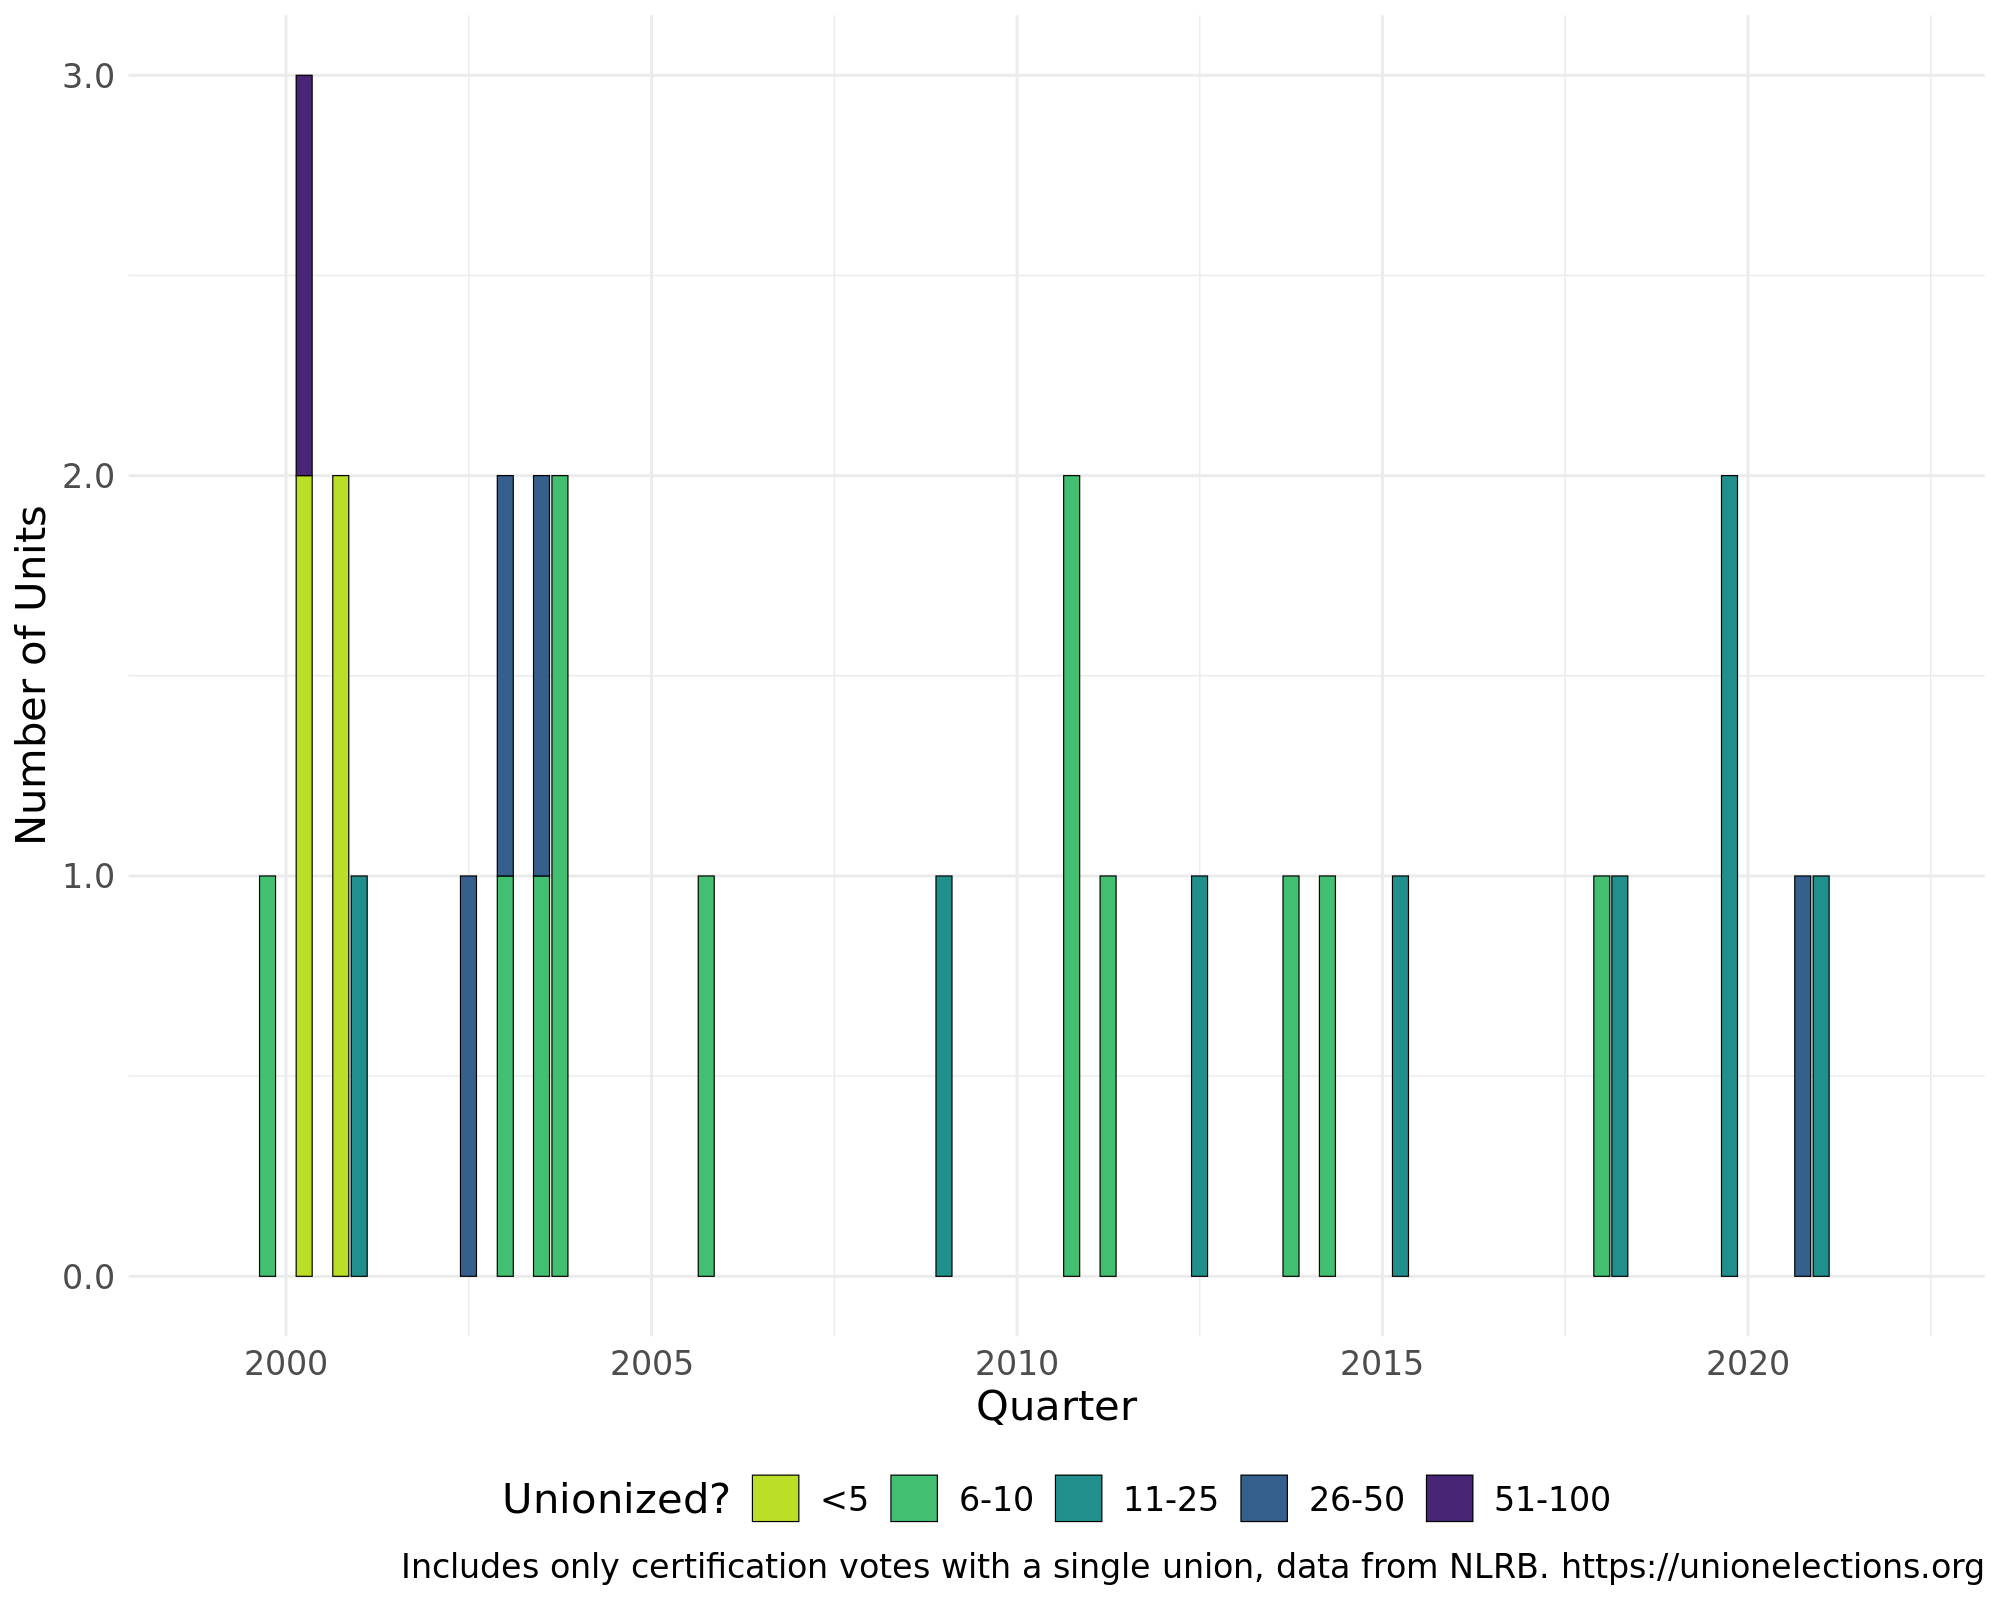 3.0
2.0
1.0
0.0
Number of Units
2000 2005 2010 2015 2020
Quarter
Unionized? <5 6-10 11-25 26-50 51-100
Includes only certification votes with a single union, data from NLRB. https://unionelections.org